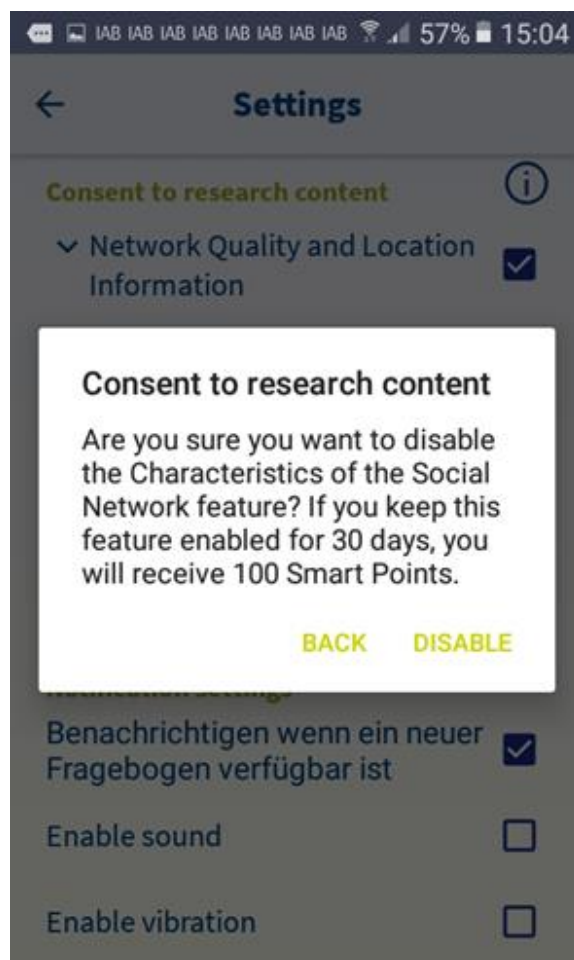 IAB IAB IAB IAB IAB IAB IAB IAB 57% 15:04
Settings
Consent to research content
Network Quality and Location
Information
Consent to research content
Are you sure you want to disable
the Characteristics of the Social
Network feature? If you keep this
feature enabled for 30 days, you
will receive 100 Smart Points.
BACK DISABLE
Notification settings
Benachrichtigen wenn ein neuer
Fragebogen verfügbar ist
Enable sound
Enable vibration